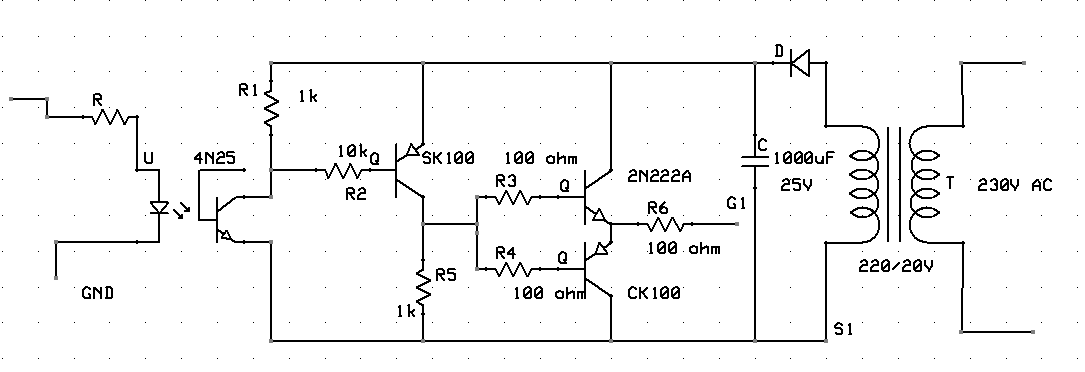 D
R
R1
1k
U
4N25
10k
Q
SK100
R2
100 ohm
R3
Q
2N222A
C
1000uF
25V
T
230V AC
G1
R6
100 ohm
R4
Q
100 ohm
CK100
R5
1k
GND
220/20V
S1